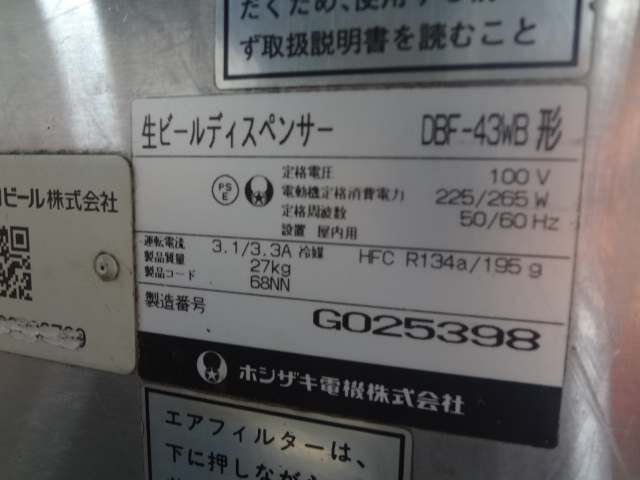 ず取扱説明書を読むこと
生ビールディスペンサー DBF-43WB 形
PS E
定格電圧 100 V
電動機定格消費電力 225/265 W
定格周波数 50/60 Hz
設置 屋内用
運転電流 3.1/3.3A 冷媒 HFC R134a/195 g
製品質量 27kg
製品コード 68NN
製造番号 G025398
ホシザキ電機株式会社
ビール株式会社
エアフィルターは、
下に押しながら